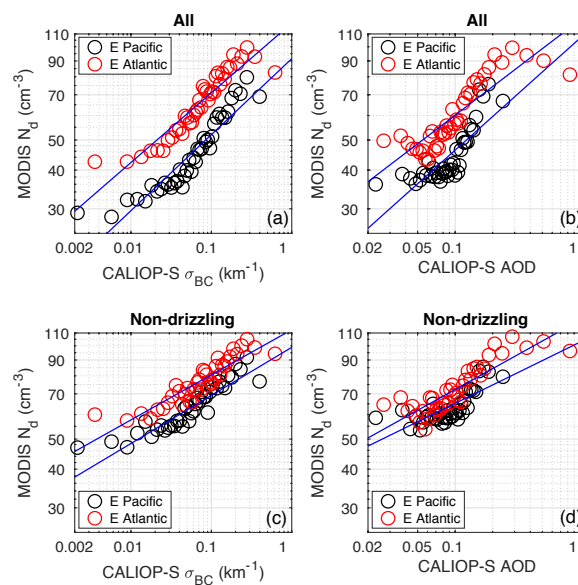 All
110
90
70
50
40
30
MODIS N_d (cm⁻³)
E Pacific
E Atlantic
(a)
0.002 0.01 0.1 1
CALIOP-S σ_BC (km⁻¹)
All
110
90
70
50
40
30
MODIS N_d (cm⁻³)
E Pacific
E Atlantic
(b)
0.02 0.05 0.1 1
CALIOP-S AOD
Non-drizzling
110
90
70
50
40
30
MODIS N_d (cm⁻³)
E Pacific
E Atlantic
(c)
0.002 0.01 0.1 1
CALIOP-S σ_BC (km⁻¹)
Non-drizzling
110
90
70
50
40
30
MODIS N_d (cm⁻³)
E Pacific
E Atlantic
(d)
0.02 0.05 0.1 1
CALIOP-S AOD